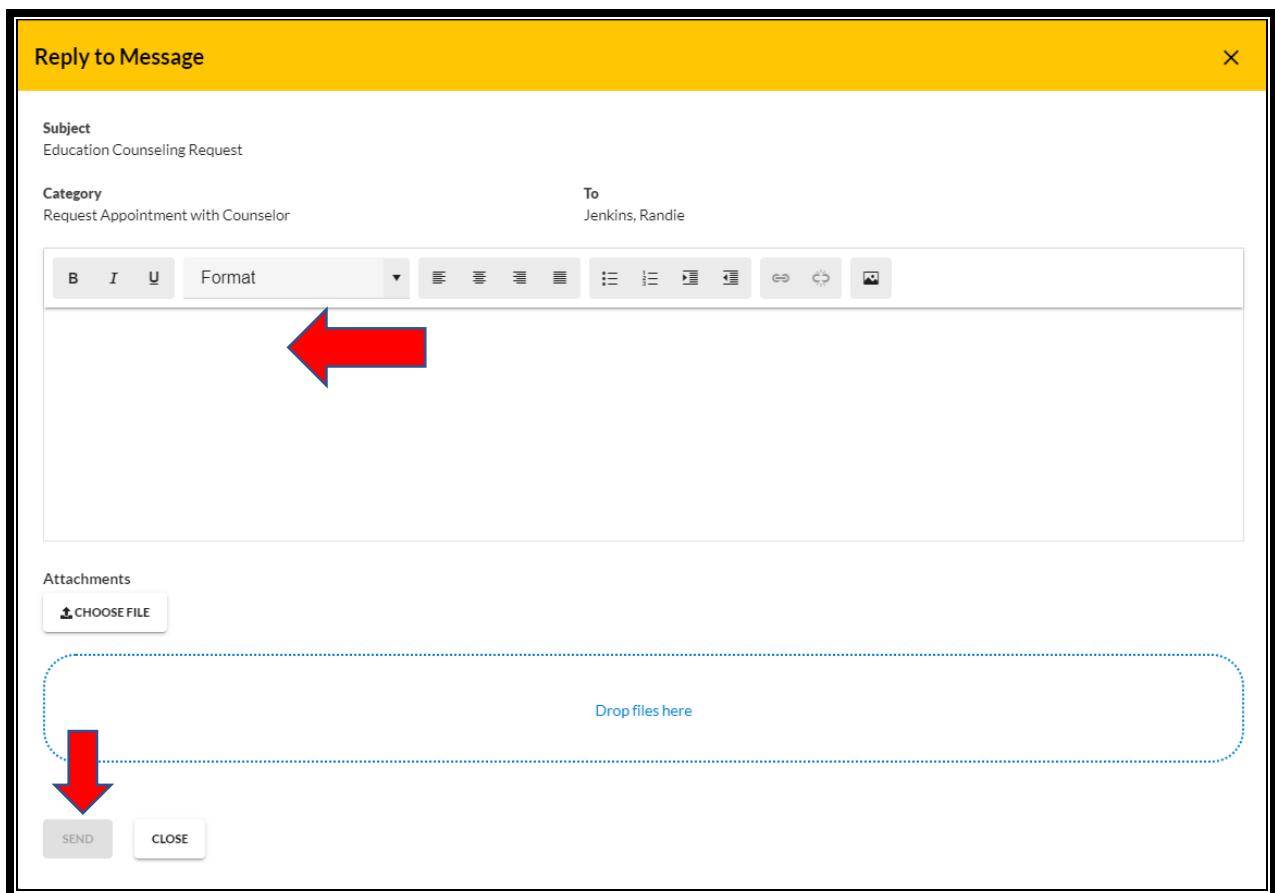 Reply to Message
Subject
Education Counseling Request
Category To
Request Appointment with Counselor Jenkins, Randie
B I U Format
Attachments
CHOOSE FILE
Drop files here
SEND CLOSE